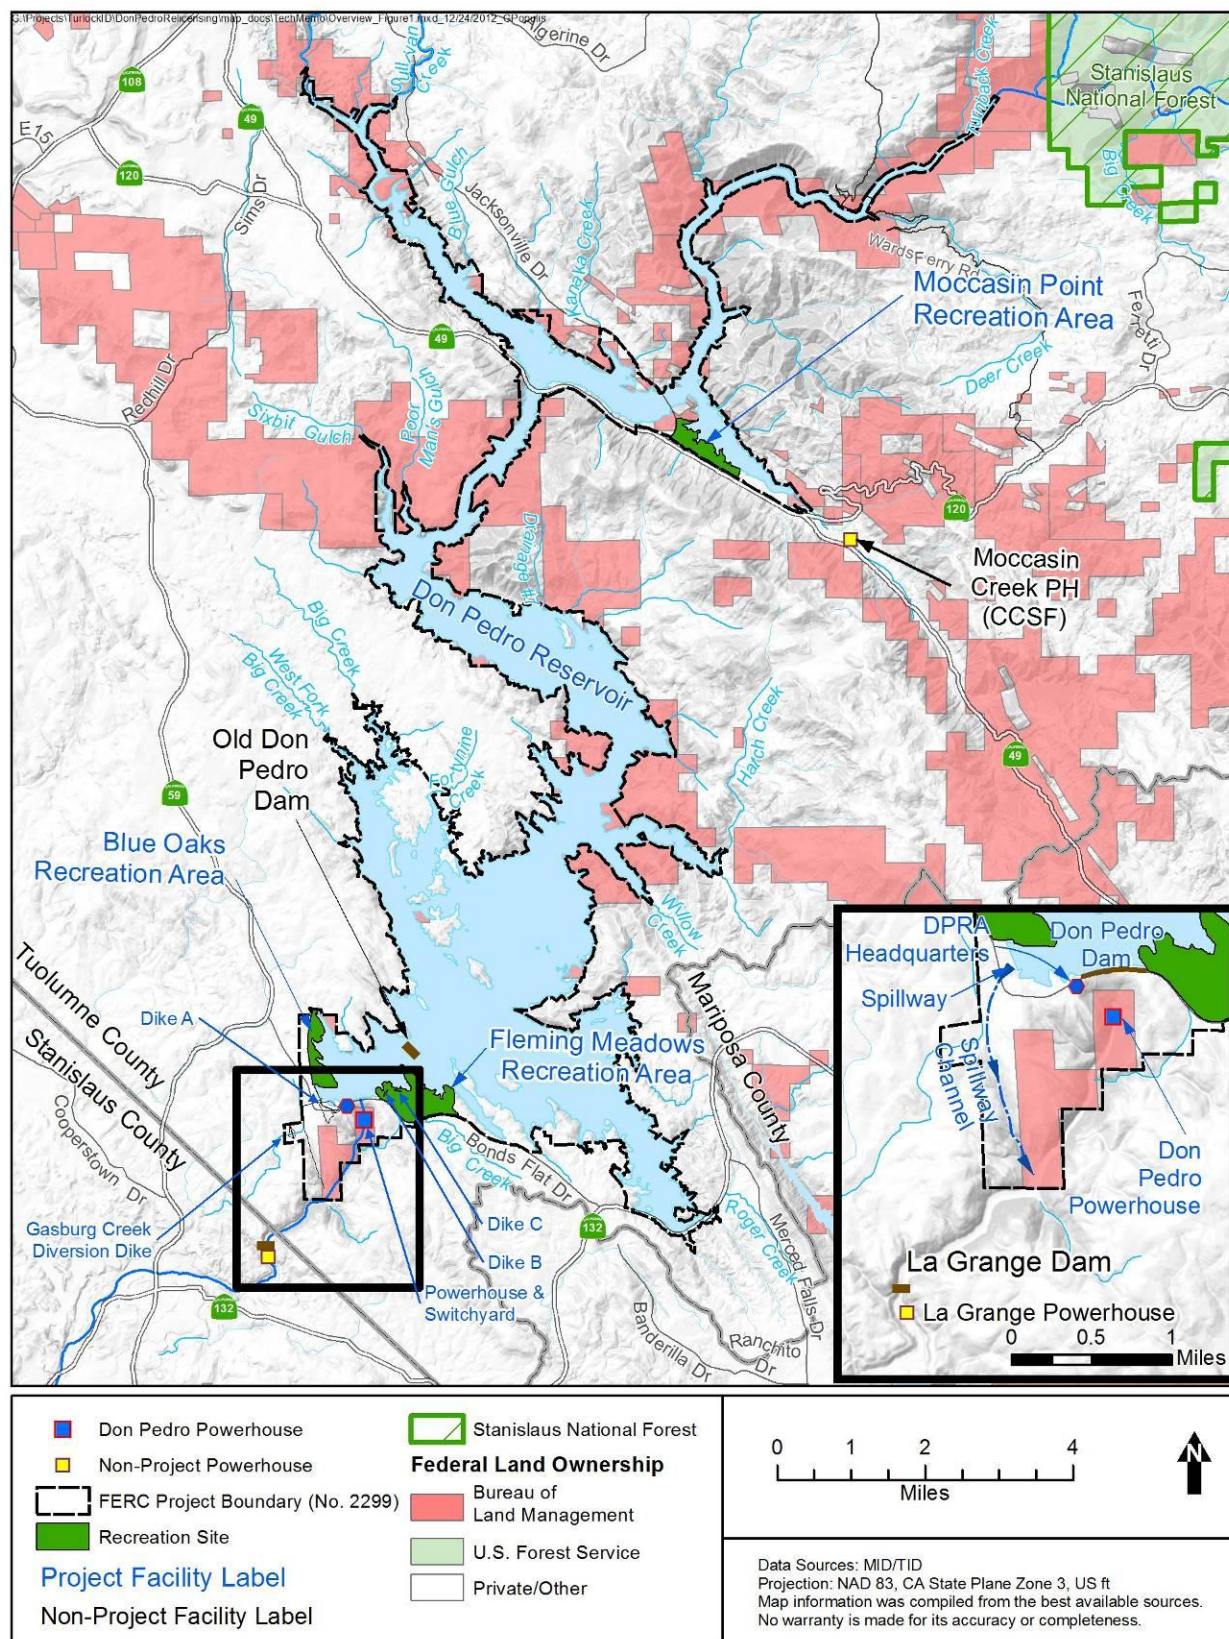 G:\Projects\TurlockID\DonPedroRelicensing\map_docs\TechMemo\Overview_Figure1.mxd_12/24/2012_GPopolis
Algerine Dr
Sullivan
Creek
Turnback Creek
Stanislaus
National Forest
108
49
E15
120
Sims Dr
Blue Gulch
Jacksonville Dr
Kanaka Creek
Big
Creek
Wards Ferry Rd
Moccasin Point
Recreation Area
Ferretti Dr
49
Deer Creek
Redhill Dr
Sixbit Gulch
Poor
Man's Gulch
120
Drainage #1
Moccasin
Creek PH
(CCSF)
Don Pedro Reservoir
Big Creek
West Fork
Big Creek
Hatch Creek
Old Don
Pedro
Dam
Fortynine
Creek
49
59
Blue Oaks
Recreation Area
Willow
Creek
Tuolumne County
Stanislaus County
Mariposa County
Dike A
Fleming Meadows
Recreation Area
Cooperstown Dr
Big Creek
Bonds Flat Dr
Gasburg Creek
Diversion Dike
Dike C
Dike B
Powerhouse &
Switchyard
132
132
Roger Creek
Merced Falls Dr
Banderilla Dr
Ranchito
Dr
DPRA
Headquarters
Don Pedro
Dam
Spillway
Spillway
Channel
Don
Pedro
Powerhouse
La Grange Dam
La Grange Powerhouse
0 0.5 1
Miles
Don Pedro Powerhouse
Non-Project Powerhouse
FERC Project Boundary (No. 2299)
Recreation Site
Project Facility Label
Non-Project Facility Label
Stanislaus National Forest
Federal Land Ownership
Bureau of
Land Management
U.S. Forest Service
Private/Other
0 1 2 4
Miles
N
Data Sources: MID/TID
Projection: NAD 83, CA State Plane Zone 3, US ft
Map information was compiled from the best available sources.
No warranty is made for its accuracy or completeness.